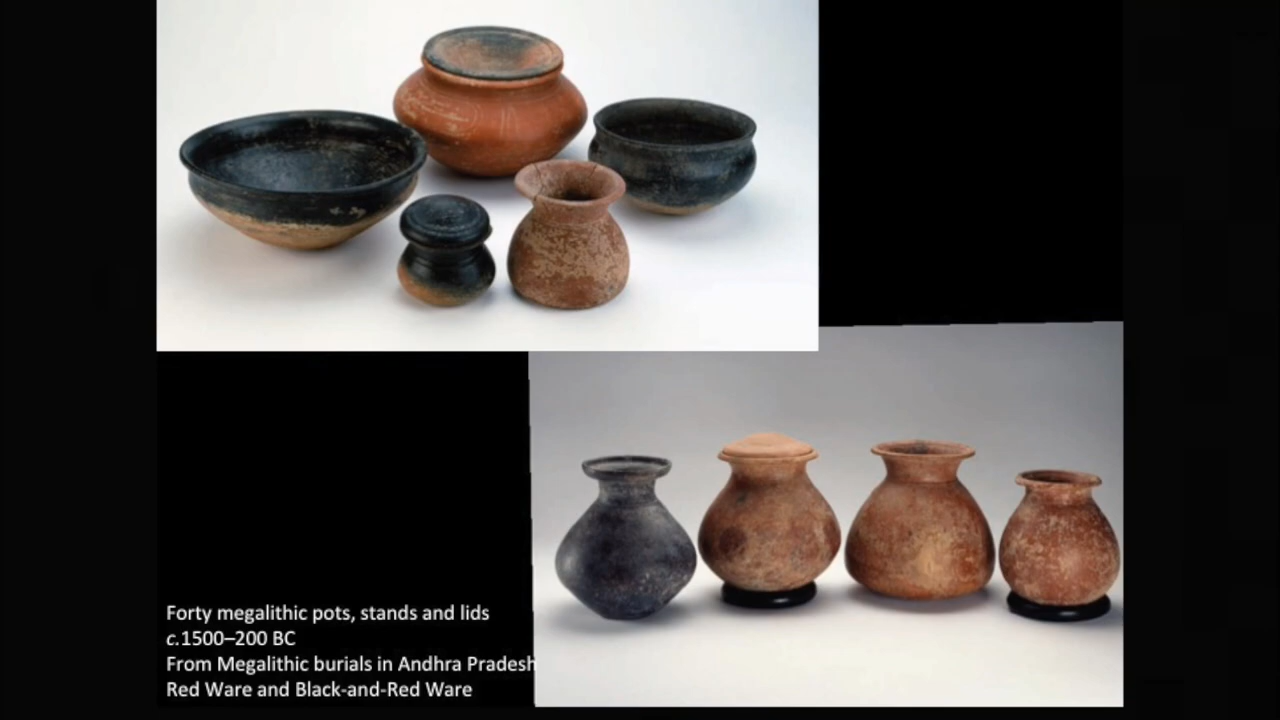 Forty megalithic pots, stands and lids
c.1500–200 BC
From Megalithic burials in Andhra Pradesh
Red Ware and Black-and-Red Ware